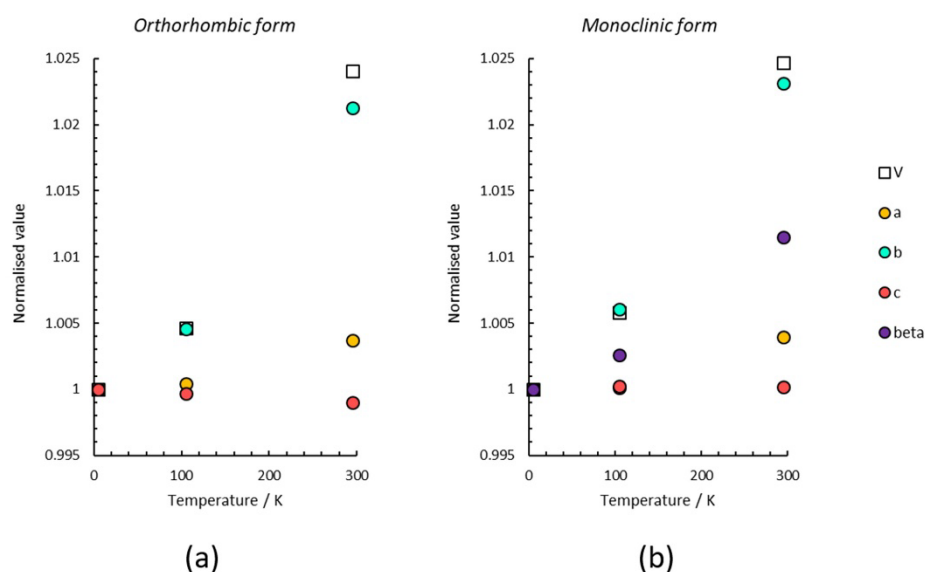 Orthorhombic form
1.025
1.02
1.015
1.01
1.005
1
0.995
Normalised value
0 100 200 300
Temperature / K
(a)
Monoclinic form
1.025
1.02
1.015
1.01
1.005
1
0.995
Normalised value
0 100 200 300
Temperature / K
(b)
V
a
b
c
beta